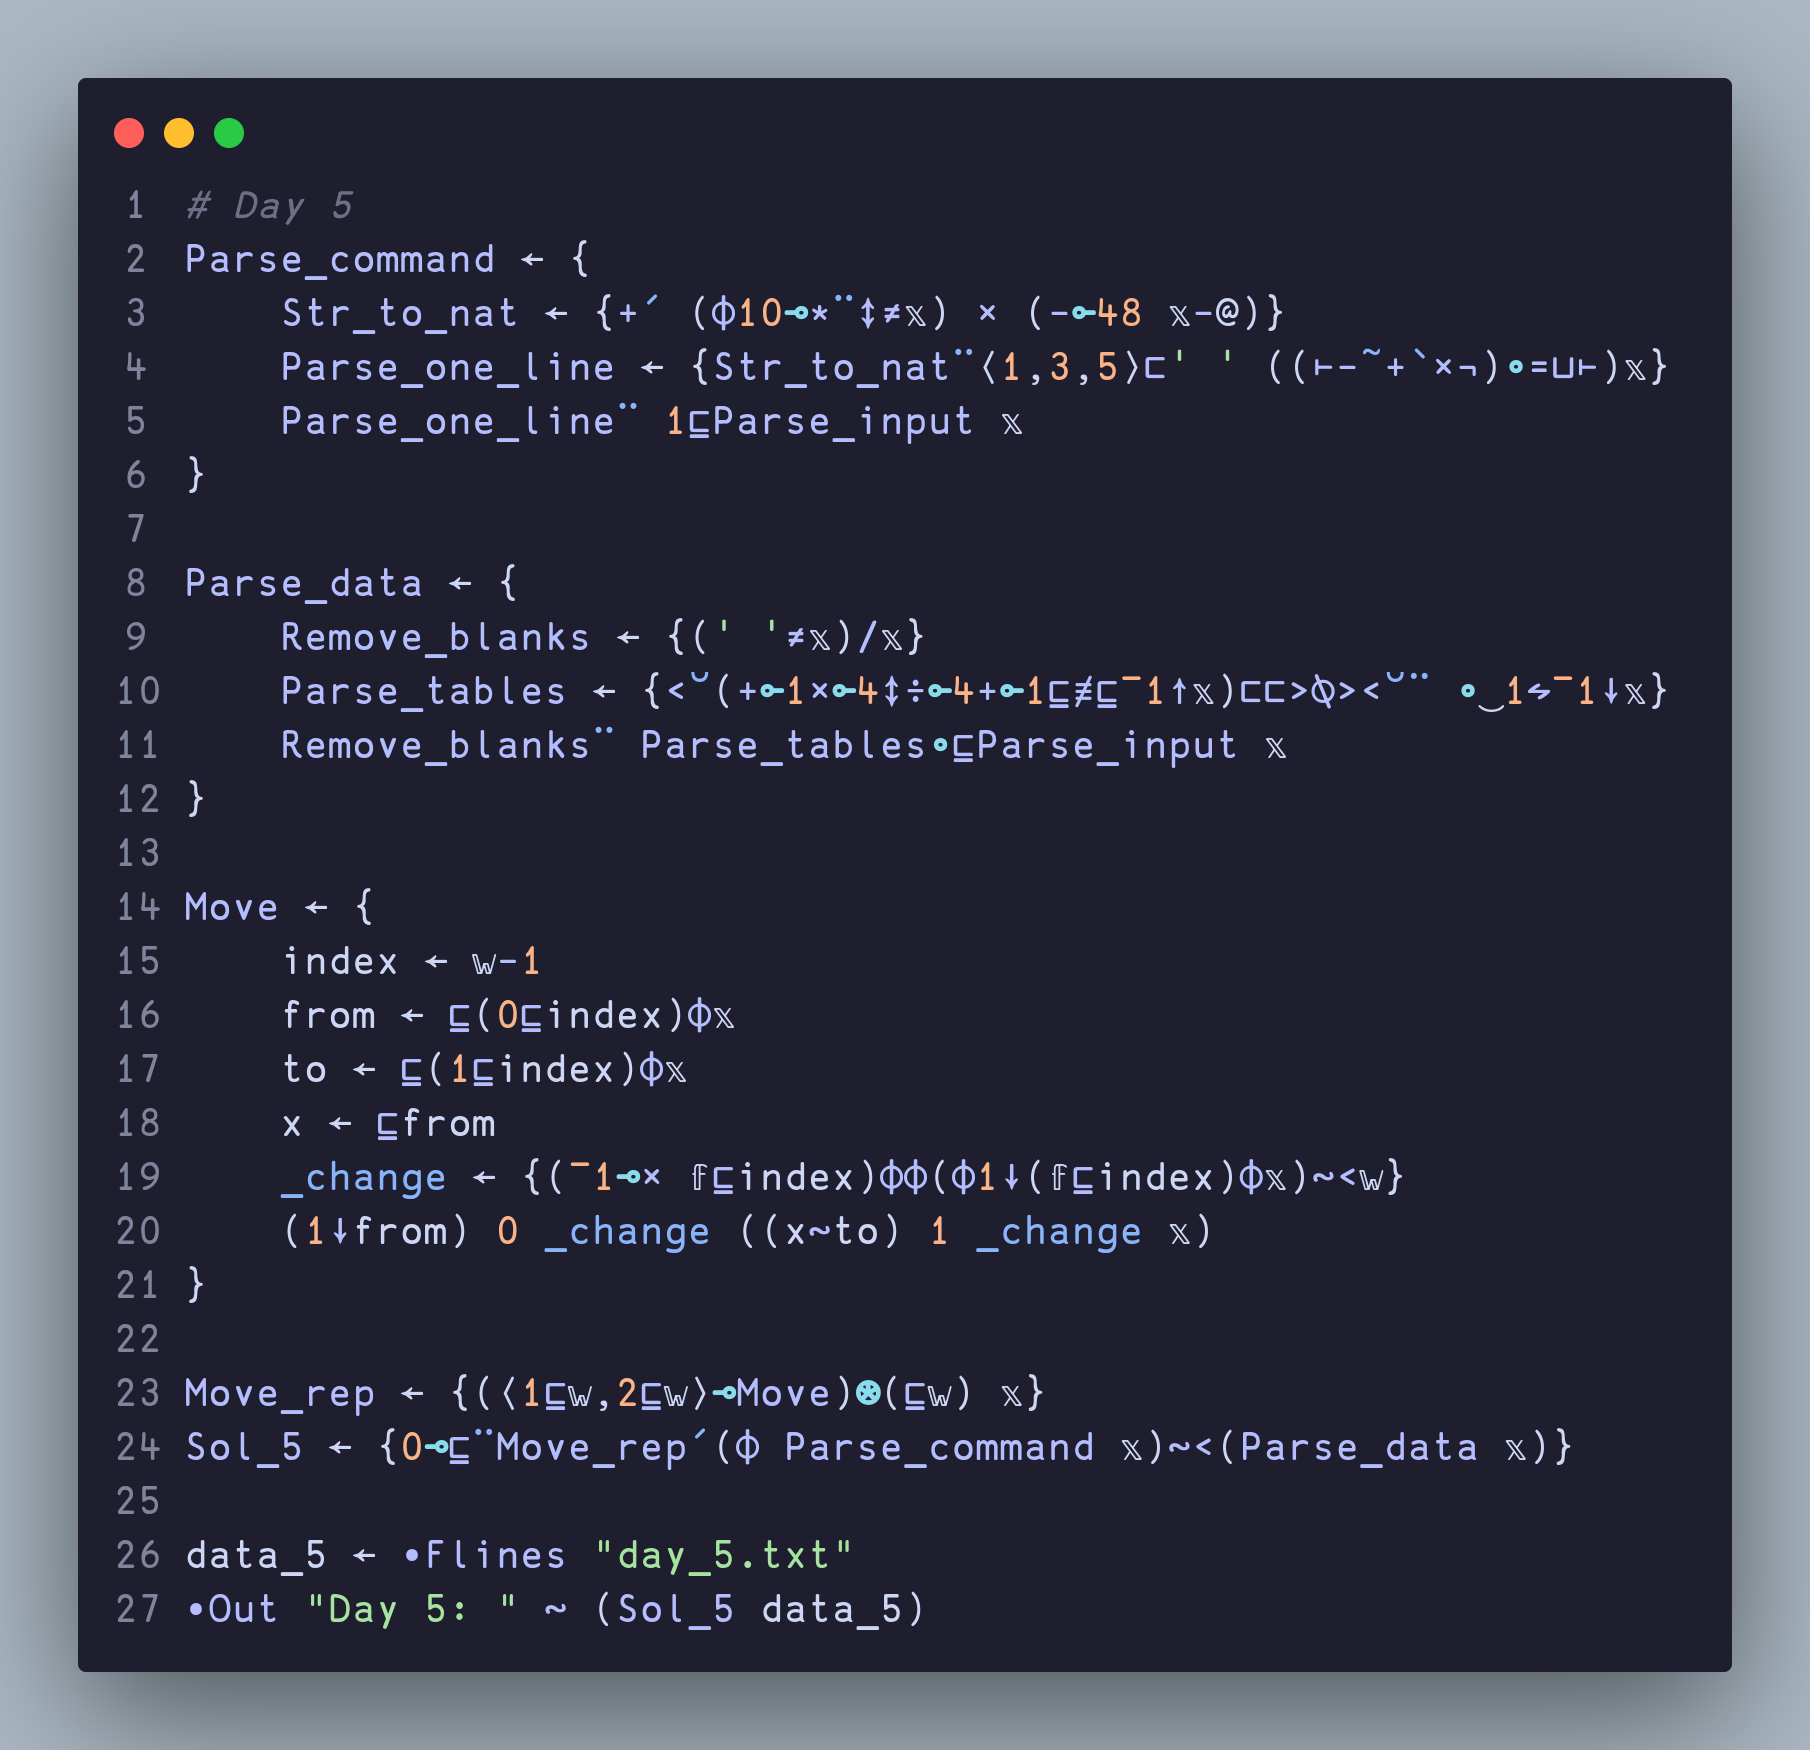 1 # Day 5
2 Parse_command ← {
3     Str_to_nat ← {+´ (⌽10⊸⋆¨↕≠𝕩) × (-⟜48 𝕩-@)}
4     Parse_one_line ← {Str_to_nat¨⟨1,3,5⟩⊏' ' ((⊢-˜+`×¬)∘=⊔⊢)𝕩}
5     Parse_one_line¨ 1⊑Parse_input 𝕩
6 }
7
8 Parse_data ← {
9     Remove_blanks ← {(' '≠𝕩)/𝕩}
10     Parse_tables ← {<˘(+⟜1×⟜4↕÷⟜4+⟜1⊑≢⊑¯1↑𝕩)⊏⊏>⍉><˘¨ ∘‿1⥊¯1↓𝕩}
11     Remove_blanks¨ Parse_tables∘⊑Parse_input 𝕩
12 }
13
14 Move ← {
15     index ← 𝕨-1
16     from ← ⊑(0⊑index)⌽𝕩
17     to ← ⊑(1⊑index)⌽𝕩
18     x ← ⊑from
19     _change ← {(¯1⊸× 𝕗⊑index)⌽⌽(⌽1↓(𝕗⊑index)⌽𝕩)∾<𝕨}
20     (1↓from) 0 _change ((x∾to) 1 _change 𝕩)
21 }
22
23 Move_rep ← {(⟨1⊑𝕨,2⊑𝕨⟩⊸Move)⍟(⊑𝕨) 𝕩}
24 Sol_5 ← {0⊸⊑¨Move_rep´(⌽ Parse_command 𝕩)∾<(Parse_data 𝕩)}
25
26 data_5 ← •Flines "day_5.txt"
27 •Out "Day 5: " ∾ (Sol_5 data_5)